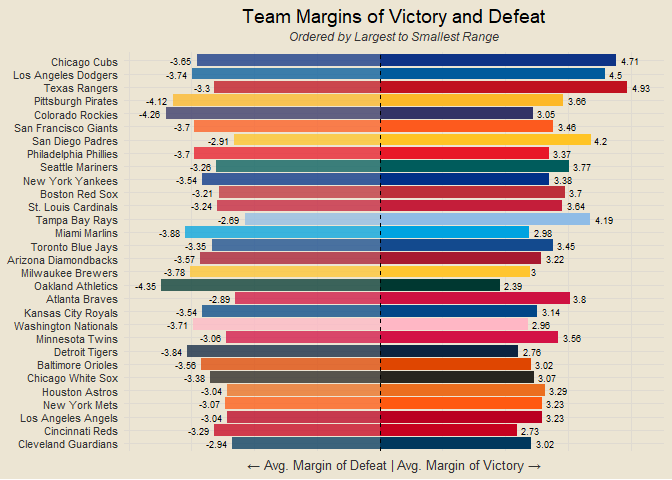 Team Margins of Victory and Defeat
Ordered by Largest to Smallest Range
Chicago Cubs -3.65 4.71
Los Angeles Dodgers -3.74 4.5
Texas Rangers -3.3 4.93
Pittsburgh Pirates -4.12 3.66
Colorado Rockies -4.26 3.05
San Francisco Giants -3.7 3.46
San Diego Padres -2.91 4.2
Philadelphia Phillies -3.7 3.37
Seattle Mariners -3.26 3.77
New York Yankees -3.54 3.38
Boston Red Sox -3.21 3.7
St. Louis Cardinals -3.24 3.64
Tampa Bay Rays -2.69 4.19
Miami Marlins -3.88 2.98
Toronto Blue Jays -3.35 3.45
Arizona Diamondbacks -3.57 3.22
Milwaukee Brewers -3.78 3
Oakland Athletics -4.35 2.39
Atlanta Braves -2.89 3.8
Kansas City Royals -3.54 3.14
Washington Nationals -3.71 2.96
Minnesota Twins -3.06 3.56
Detroit Tigers -3.84 2.76
Baltimore Orioles -3.56 3.02
Chicago White Sox -3.38 3.07
Houston Astros -3.04 3.29
New York Mets -3.07 3.23
Los Angeles Angels -3.04 3.23
Cincinnati Reds -3.29 2.73
Cleveland Guardians -2.94 3.02
← Avg. Margin of Defeat | Avg. Margin of Victory →